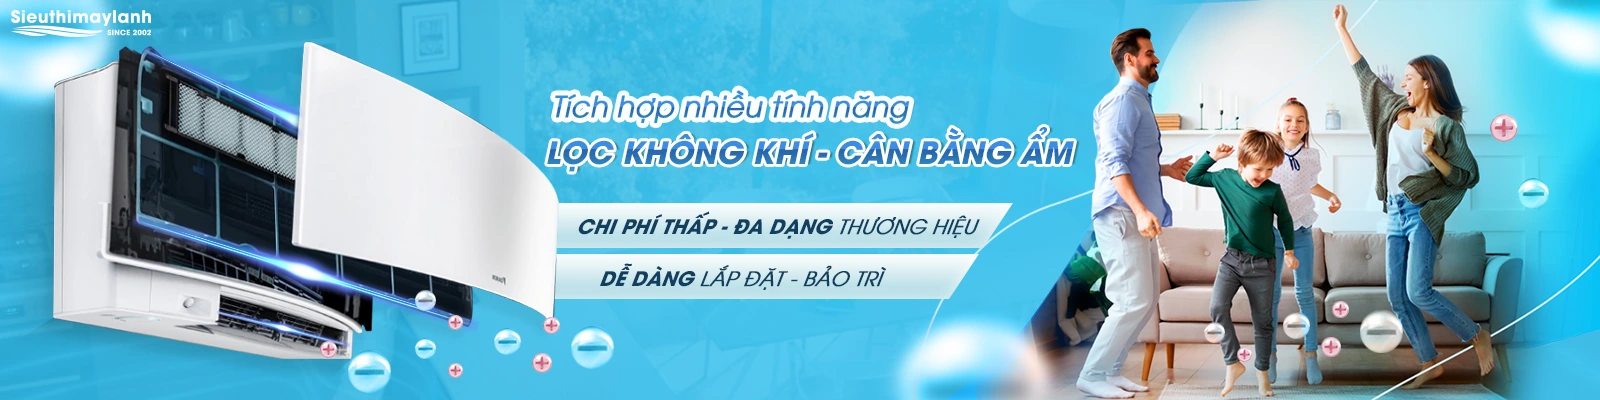 Sieuthimaylanh
SINCE 2002
Tích hợp nhiều tính năng
LỌC KHÔNG KHÍ - CÂN BẰNG ẨM
CHI PHÍ THẤP - ĐA DẠNG THƯƠNG HIỆU
DỄ DÀNG LẮP ĐẶT - BẢO TRÌ